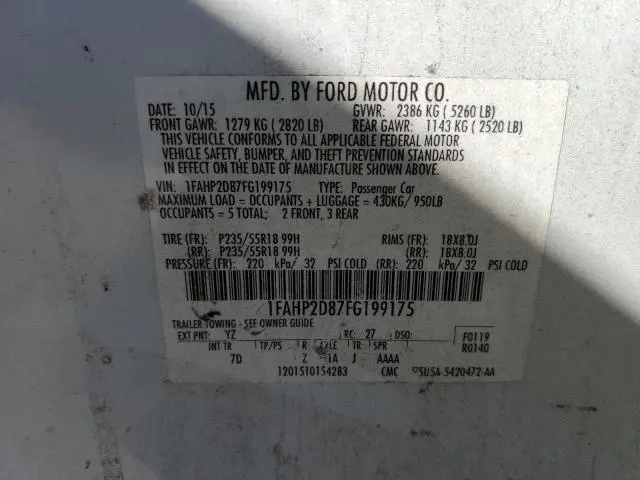 MFD. BY FORD MOTOR CO.
DATE: 10/15 GVWR: 2386 KG ( 5260 LB)
FRONT GAWR: 1279 KG ( 2820 LB) REAR GAWR: 1143 KG ( 2520 LB)
THIS VEHICLE CONFORMS TO ALL APPLICABLE FEDERAL MOTOR
VEHICLE SAFETY, BUMPER, AND THEFT PREVENTION STANDARDS
IN EFFECT ON THE DATE OF MANUFACTURE SHOWN ABOVE.
VIN: 1FAHP2D87FG199175 TYPE: Passenger Car
MAXIMUM LOAD = OCCUPANTS + LUGGAGE = 430KG/ 950LB
OCCUPANTS = 5 TOTAL; 2 FRONT, 3 REAR
TIRE (FR): P235/55R18 99H RIMS (FR): 18X8.0J
(RR): P235/55R18 99H (RR): 18X8.0J
PRESSURE (FR): 220 kPa/ 32 PSI COLD (RR): 220 kPa/ 32 PSI COLD
1FAHP2D87FG199175
TRAILER TOWING - SEE OWNER GUIDE
EXT PNT: YZ RC: 27 DSO: F0119
INT TR TP/PS R AXLE TR SPR R0140
7D Z 1A J AAAA
1201510154283 CMC 5U5A-5420472-AA